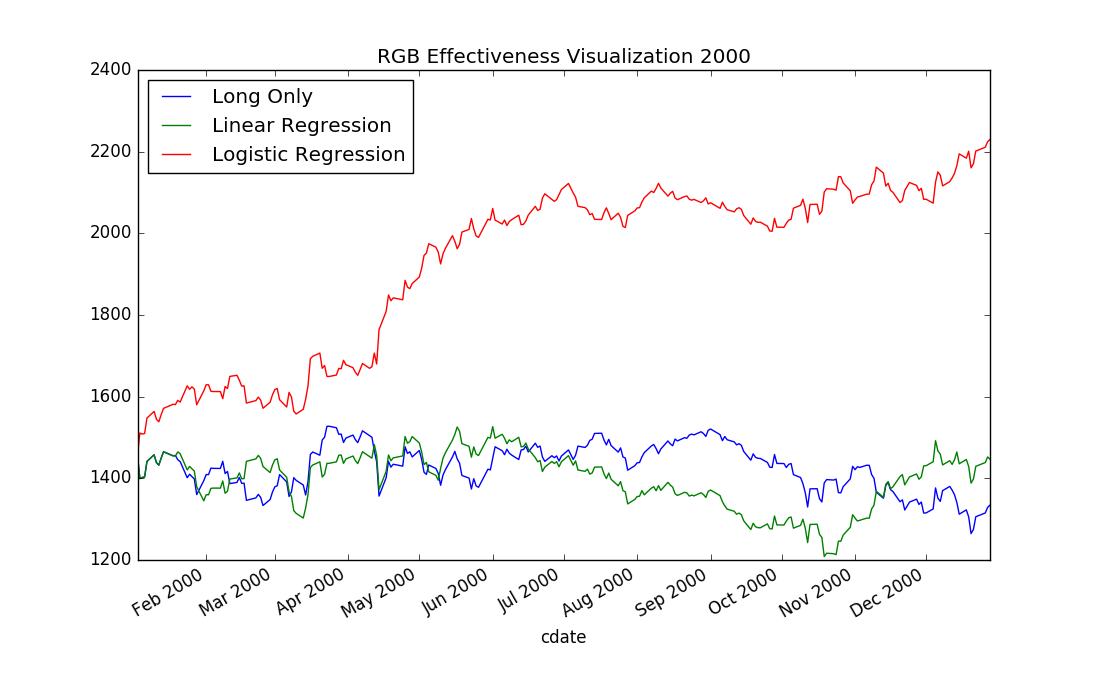 RGB Effectiveness Visualization 2000
2400
2200
2000
1800
1600
1400
1200
Long Only
Linear Regression
Logistic Regression
Feb 2000
Mar 2000
Apr 2000
May 2000
Jun 2000
Jul 2000
Aug 2000
Sep 2000
Oct 2000
Nov 2000
Dec 2000
cdate